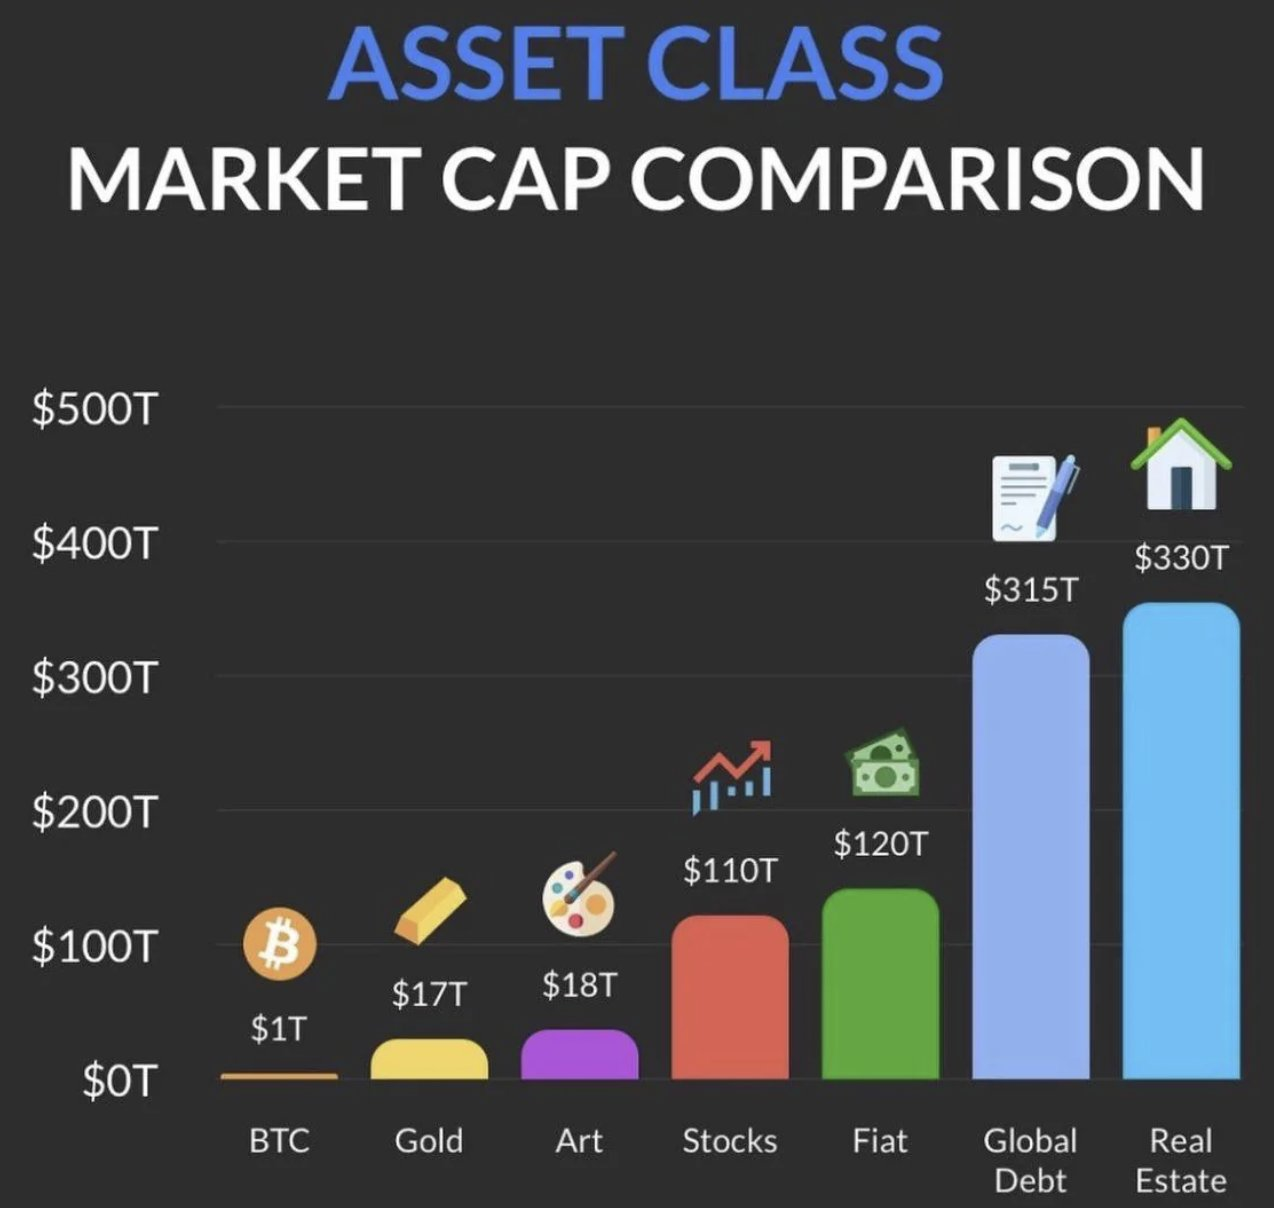 ASSET CLASS
MARKET CAP COMPARISON
$500T
$400T
$300T
$200T
$100T
$0T
$1T
$17T
$18T
$110T
$120T
$315T
$330T
BTC
Gold
Art
Stocks
Fiat
Global
Debt
Real
Estate